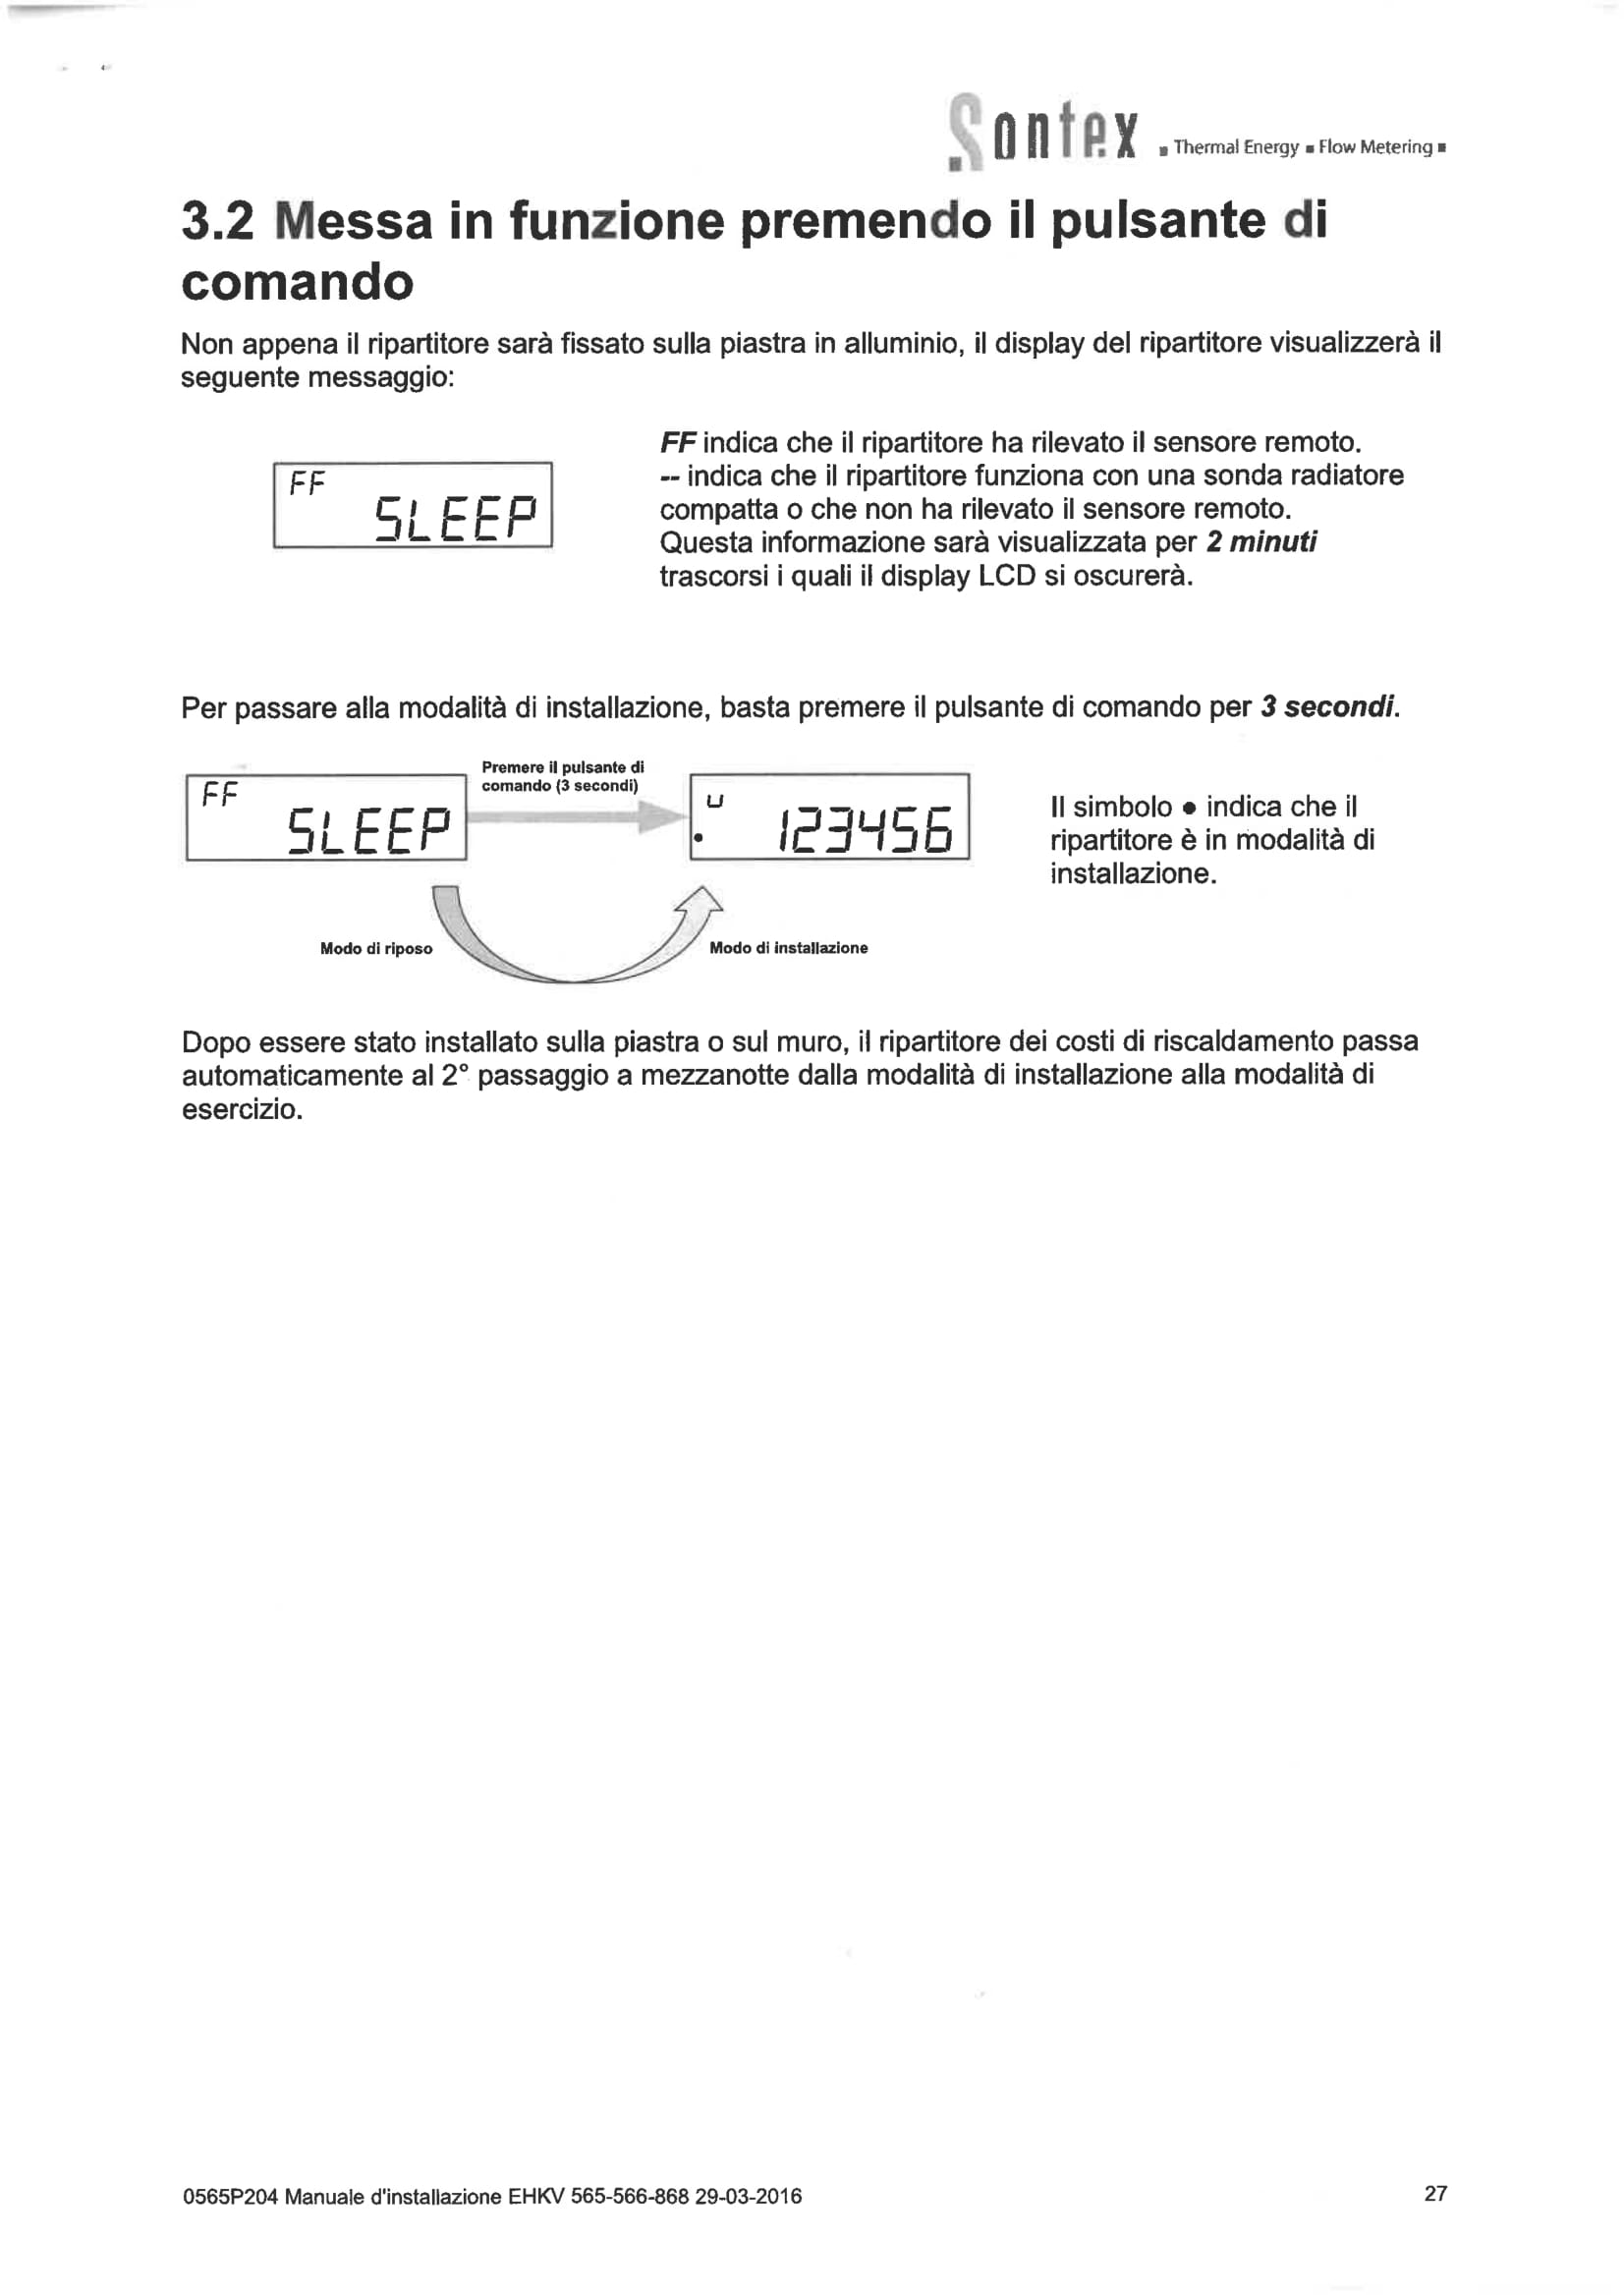 Sontex ▪ Thermal Energy ▪ Flow Metering ▪
3.2 Messa in funzione premendo il pulsante di
comando
Non appena il ripartitore sarà fissato sulla piastra in alluminio, il display del ripartitore visualizzerà il
seguente messaggio:
FF
SLEEP
FF indica che il ripartitore ha rilevato il sensore remoto.
-- indica che il ripartitore funziona con una sonda radiatore
compatta o che non ha rilevato il sensore remoto.
Questa informazione sarà visualizzata per 2 minuti
trascorsi i quali il display LCD si oscurerà.
Per passare alla modalità di installazione, basta premere il pulsante di comando per 3 secondi.
FF
SLEEP
Premere il pulsante di
comando (3 secondi)
u
. 123456
Il simbolo ● indica che il
ripartitore è in modalità di
installazione.
Modo di riposo
Modo di installazione
Dopo essere stato installato sulla piastra o sul muro, il ripartitore dei costi di riscaldamento passa
automaticamente al 2° passaggio a mezzanotte dalla modalità di installazione alla modalità di
esercizio.
0565P204 Manuale d'installazione EHKV 565-566-868 29-03-2016
27